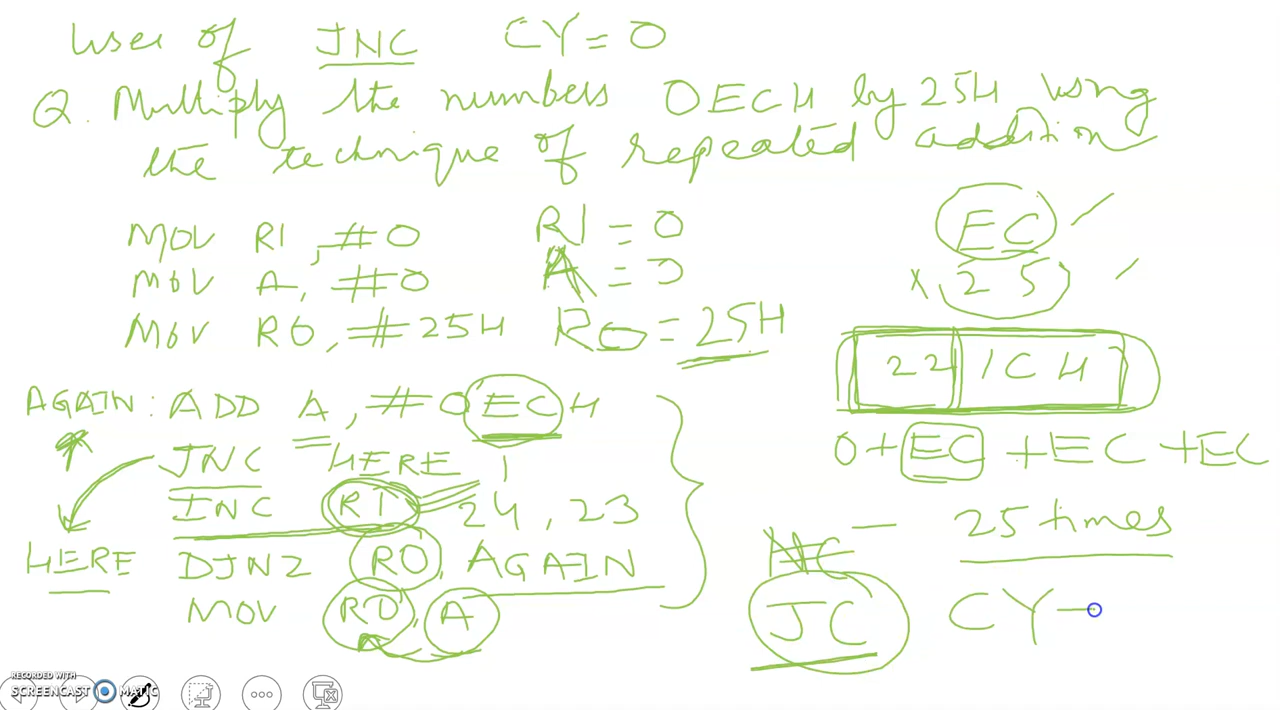 Uses of JNC CY = 0
Q. Multiply the numbers 0ECH by 25H using
the technique of repeated addition
MOV R1, #0 R1 = 0
MOV A, #0 A = 0
MOV R0, #25H R0 = 25H
EC
x 25
22 1CH
AGAIN: ADD A, #0ECH
JNC HERE 1
INC R1 24, 23
HERE DJNZ R0, AGAIN
MOV R0, A
0 + EC + EC + EC
— 25 times
JC CY -
RECORDED WITH
SCREENCAST MATIC